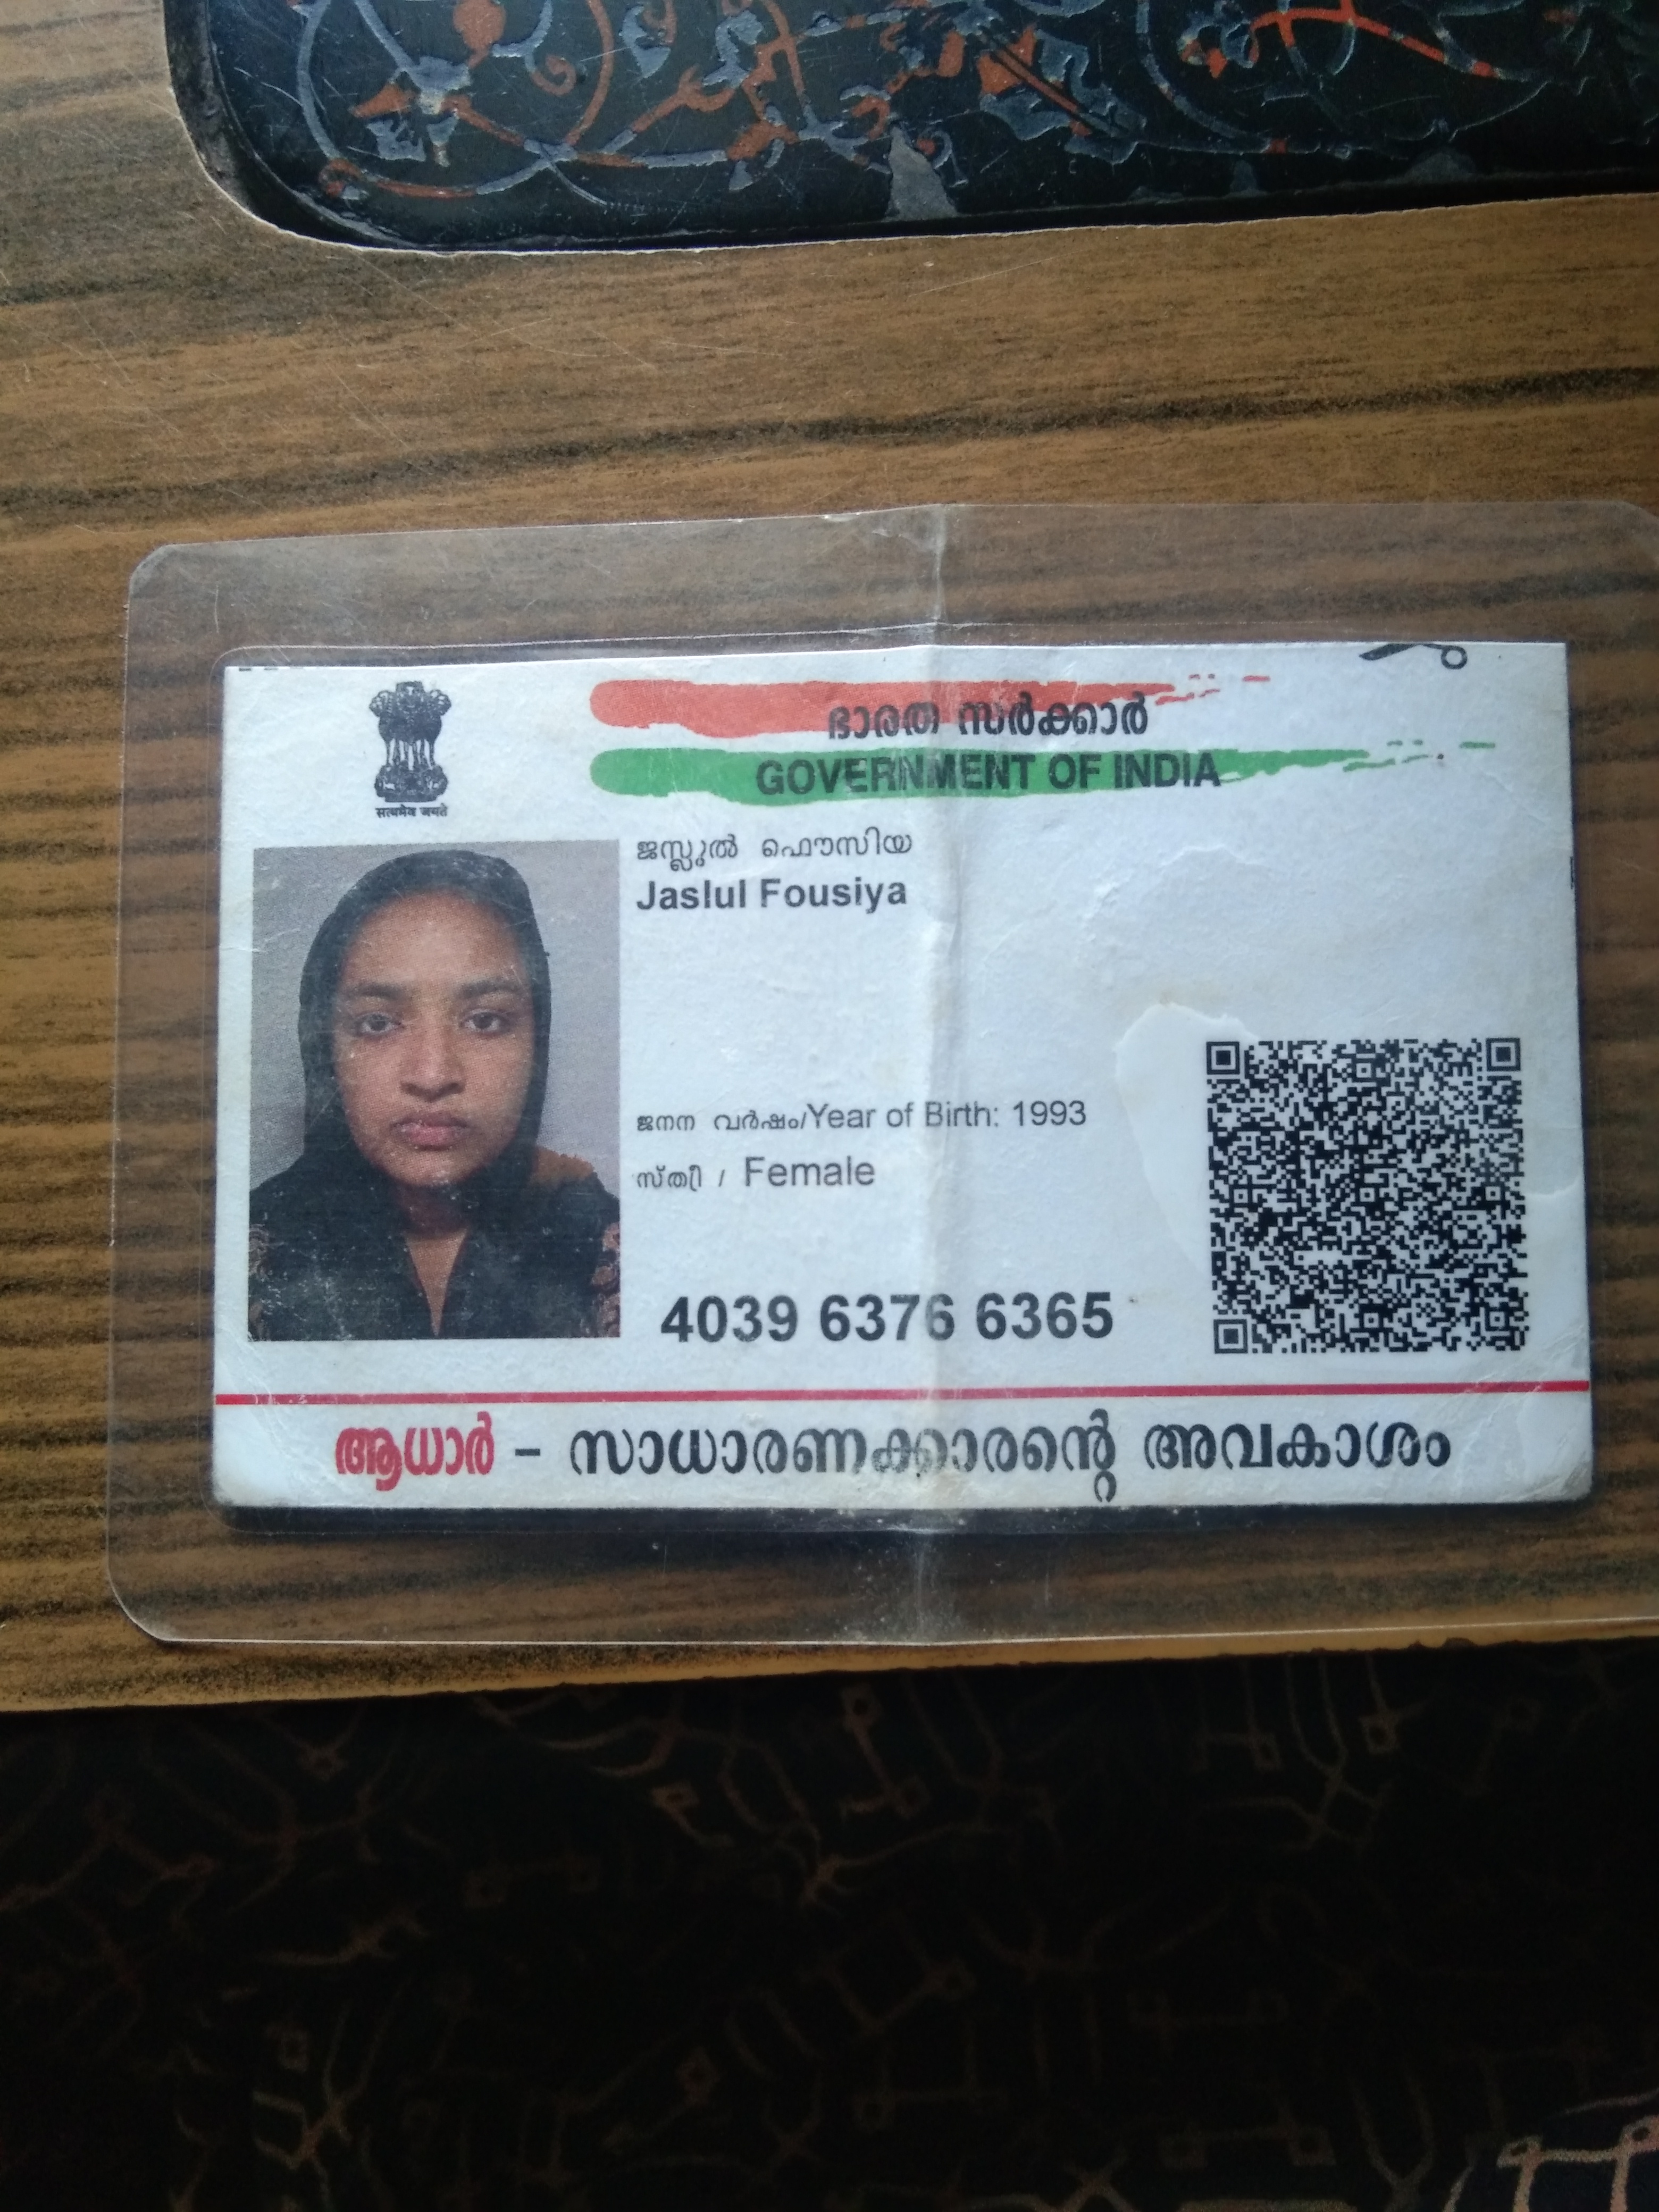 ഭാരത സർക്കാർ
GOVERNMENT OF INDIA
सत्यमेव जयते
ജസ്ലുൽ ഫൌസിയ
Jaslul Fousiya
ജനന വർഷം/Year of Birth: 1993
സ്ത്രീ / Female
4039 6376 6365
ആധാർ - സാധാരണക്കാരന്റെ അവകാശം